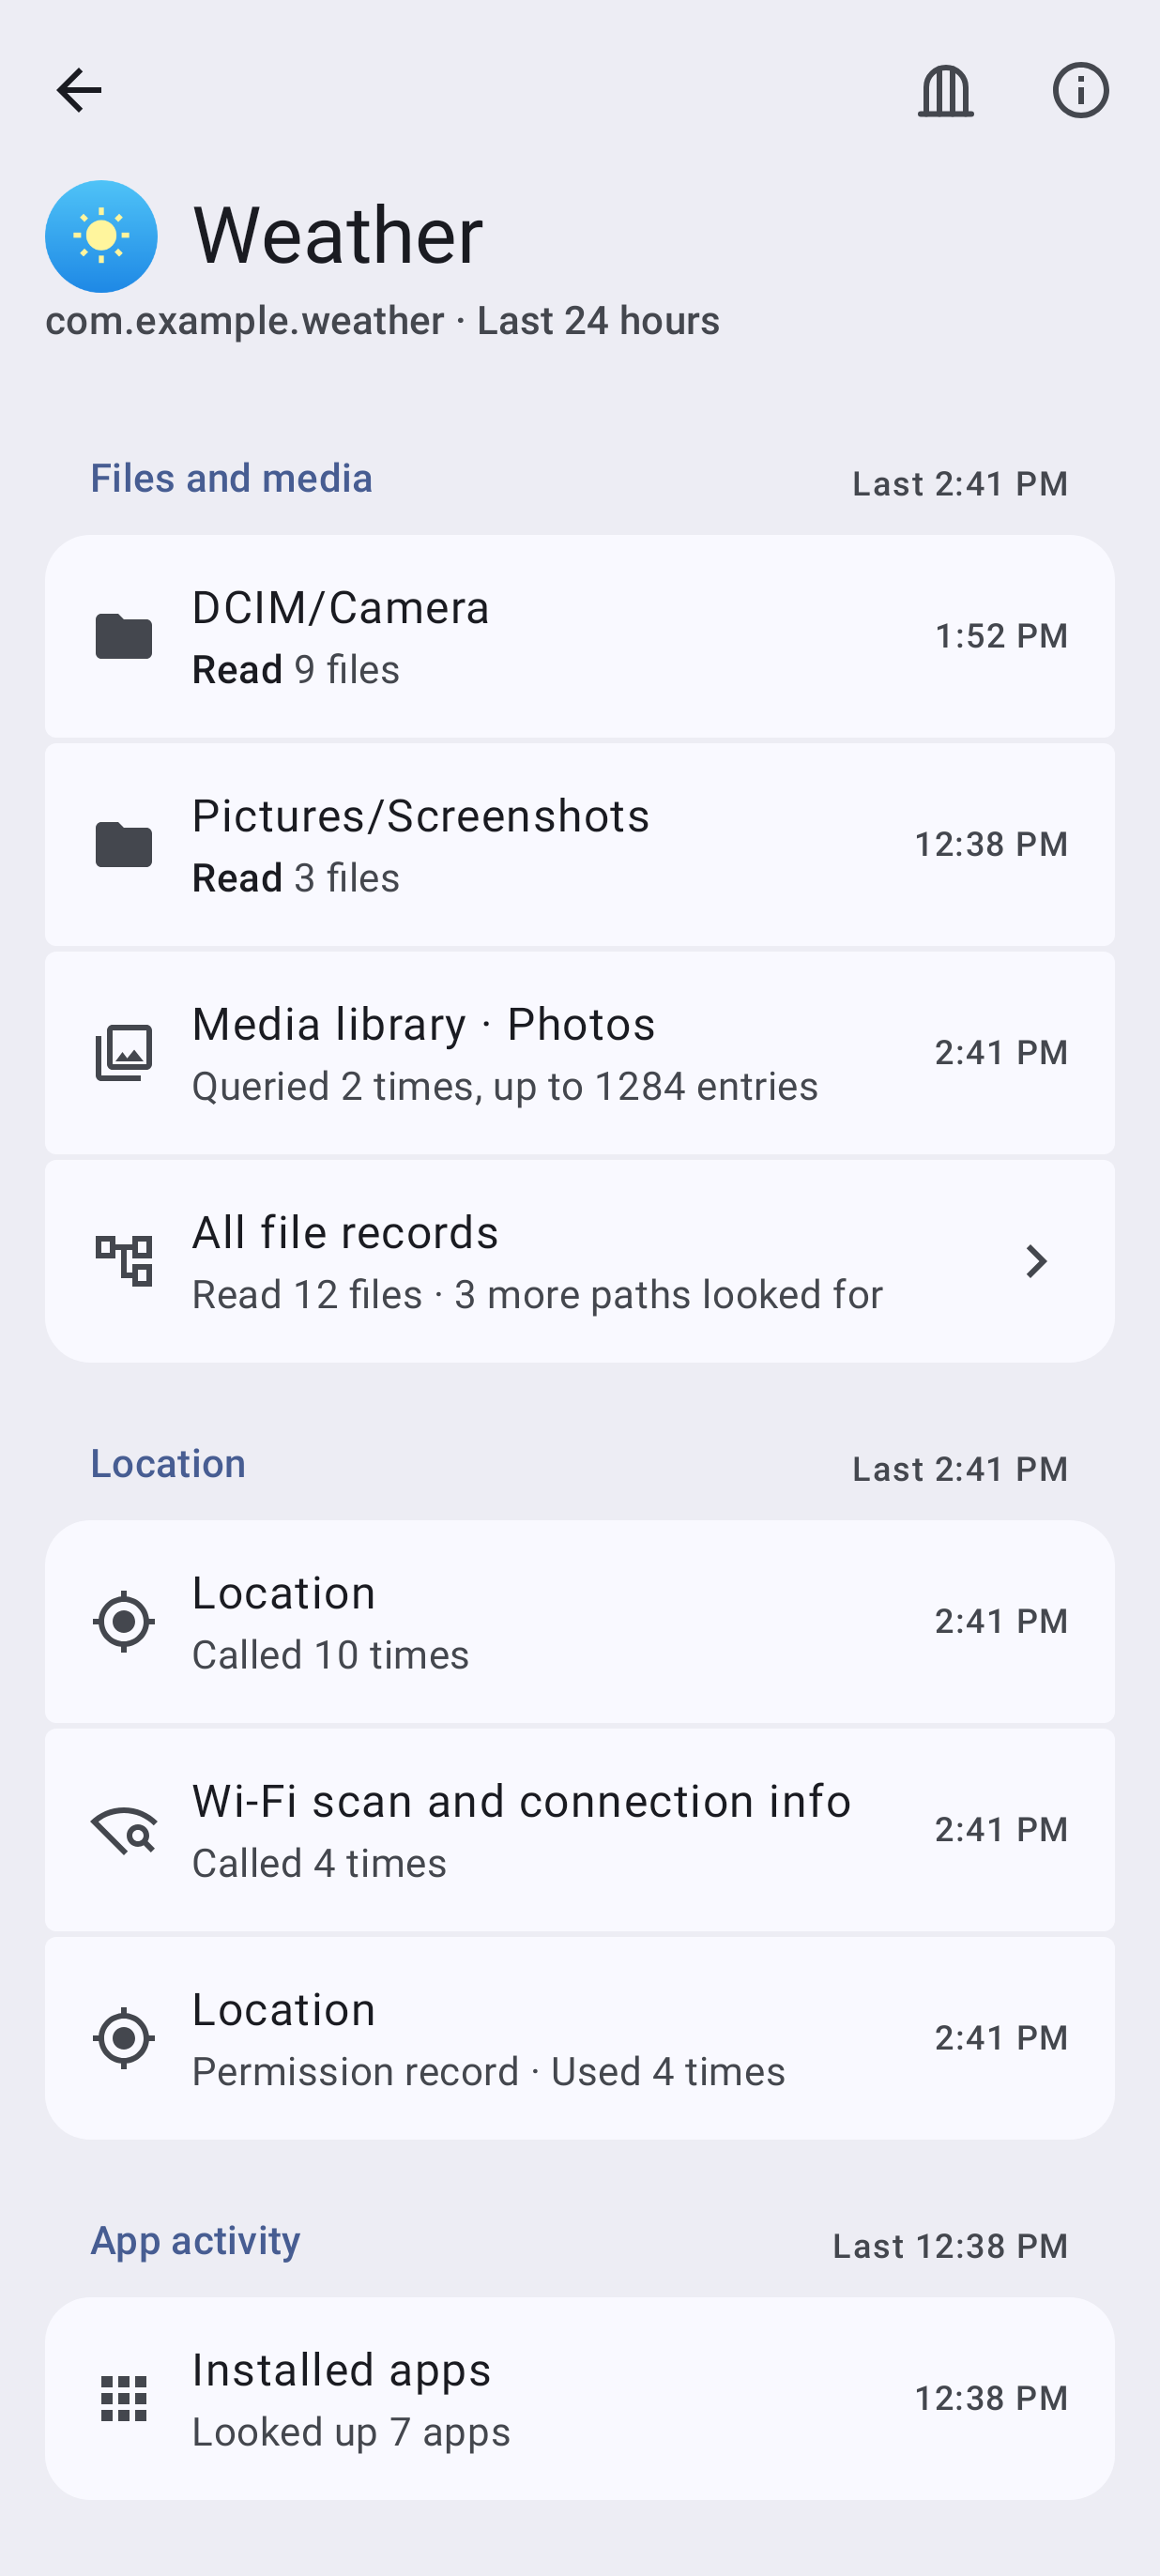 Weather
com.example.weather · Last 24 hours
Files and media
Last 2:41 PM
DCIM/Camera
Read 9 files
1:52 PM
Pictures/Screenshots
Read 3 files
12:38 PM
Media library · Photos
Queried 2 times, up to 1284 entries
2:41 PM
All file records
Read 12 files · 3 more paths looked for
Location
Last 2:41 PM
Location
Called 10 times
2:41 PM
Wi-Fi scan and connection info
Called 4 times
2:41 PM
Location
Permission record · Used 4 times
2:41 PM
App activity
Last 12:38 PM
Installed apps
Looked up 7 apps
12:38 PM